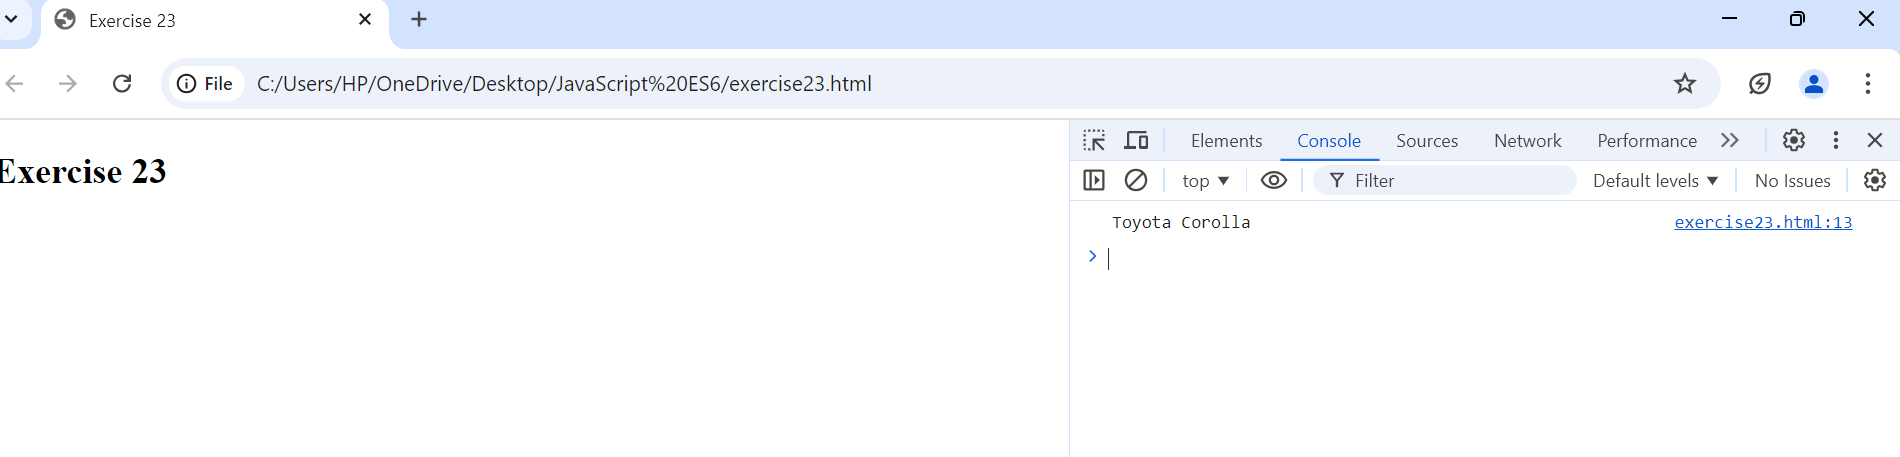 Exercise 23
File C:/Users/HP/OneDrive/Desktop/JavaScript%20ES6/exercise23.html
Exercise 23
Elements Console Sources Network Performance
top Filter Default levels No Issues
Toyota Corolla exercise23.html:13